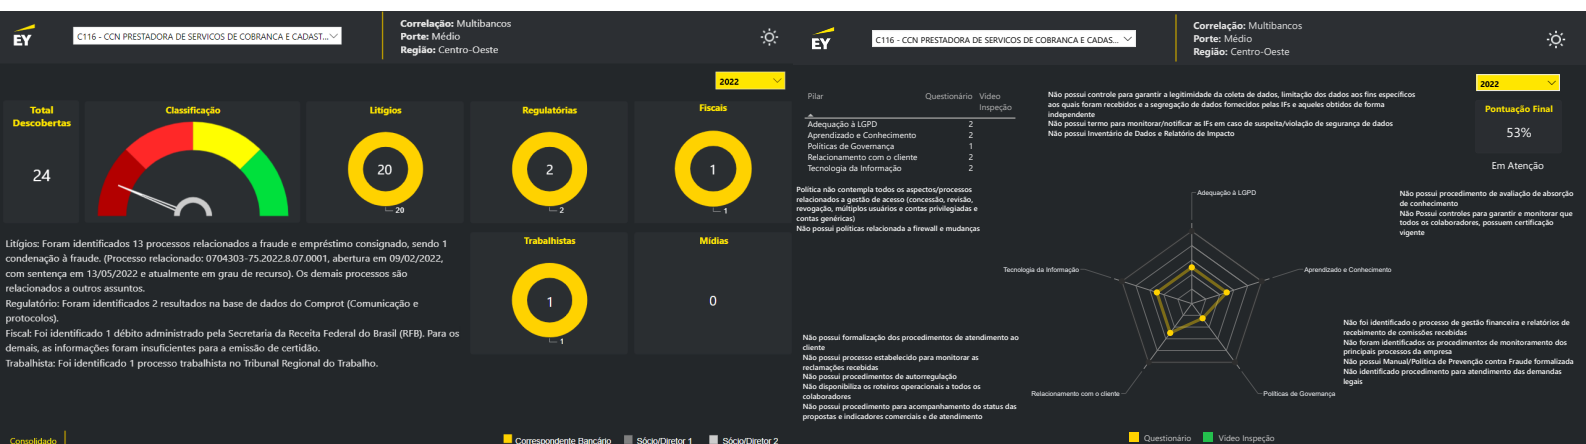 EY
C116 - CCN PRESTADORA DE SERVICOS DE COBRANCA E CADAST...
Correlação: Multibancos
Porte: Médio
Região: Centro-Oeste
2022
Total
Descobertas
24
Classificação
Litígios
20
20
Regulatórias
2
2
Fiscais
1
1
Trabalhistas
1
1
Mídias
0
Litígios: Foram identificados 13 processos relacionados a fraude e empréstimo consignado, sendo 1
condenação à fraude. (Processo relacionado: 0704303-75.2022.8.07.0001, abertura em 09/02/2022,
com sentença em 13/05/2022 e atualmente em grau de recurso). Os demais processos são
relacionados a outros assuntos.
Regulatório: Foram identificados 2 resultados na base de dados do Comprot (Comunicação e
protocolos).
Fiscal: Foi identificado 1 débito administrado pela Secretaria da Receita Federal do Brasil (RFB). Para os
demais, as informações foram insuficientes para a emissão de certidão.
Trabalhista: Foi identificado 1 processo trabalhista no Tribunal Regional do Trabalho.
Consolidado
Correspondente Bancário
Sócio/Diretor 1
Sócio/Diretor 2
EY
C116 - CCN PRESTADORA DE SERVICOS DE COBRANCA E CADAS...
Correlação: Multibancos
Porte: Médio
Região: Centro-Oeste
2022
Pontuação Final
53%
Em Atenção
Pilar Questionário Vídeo
Inspeção
Adequação à LGPD 2
Aprendizado e Conhecimento 2
Políticas de Governança 1
Relacionamento com o cliente 2
Tecnologia da Informação 2
Não possui controle para garantir a legitimidade da coleta de dados, limitação dos dados aos fins específicos
aos quais foram recebidos e a segregação de dados fornecidos pelas IFs e aqueles obtidos de forma
independente
Não possui termo para monitorar/notificar as IFs em caso de suspeita/violação de segurança de dados
Não possui Inventário de Dados e Relatório de Impacto
Política não contempla todos os aspectos/processos
relacionados a gestão de acesso (concessão, revisão,
revogação, múltiplos usuários e contas privilegiadas e
contas genéricas)
Não possui políticas relacionada a firewall e mudanças
Adequação à LGPD
Não possui procedimento de avaliação de absorção
de conhecimento
Não Possui controles para garantir e monitorar que
todos os colaboradores, possuem certificação
vigente
Tecnologia da Informação
Aprendizado e Conhecimento
Não possui formalização dos procedimentos de atendimento ao
cliente
Não possui processo estabelecido para monitorar as
reclamações recebidas
Não possui procedimentos de autorregulação
Não disponibiliza os roteiros operacionais a todos os
colaboradores
Não possui procedimento para acompanhamento do status das
propostas e indicadores comerciais e de atendimento
Não foi identificado o processo de gestão financeira e relatórios de
recebimento de comissões recebidas
Não foram identificados os procedimentos de monitoramento dos
principais processos da empresa
Não possui Manual/Política de Prevenção contra Fraude formalizada
Não identificado procedimento para atendimento das demandas
legais
Relacionamento com o cliente
Políticas de Governança
Questionário
Vídeo Inspeção